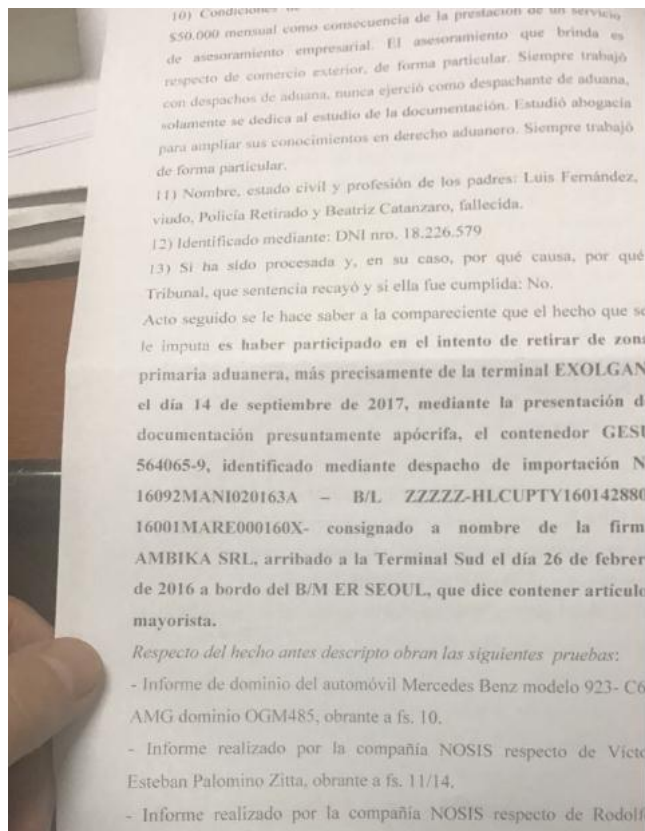 10) Condiciones de
$50.000 mensual como consecuencia de la prestación de un servicio
de asesoramiento empresarial. El asesoramiento que brinda es
respecto de comercio exterior, de forma particular. Siempre trabajó
con despachos de aduana, nunca ejerció como despachante de aduana,
solamente se dedica al estudio de la documentación. Estudió abogacía
para ampliar sus conocimientos en derecho aduanero. Siempre trabajó
de forma particular.
11) Nombre, estado civil y profesión de los padres: Luis Fernández,
viudo, Policía Retirado y Beatriz Catanzaro, fallecida.
12) Identificado mediante: DNI nro. 18.226.579
13) Si ha sido procesada y, en su caso, por qué causa, por qué
Tribunal, que sentencia recayó y si ella fue cumplida: No.
Acto seguido se le hace saber a la compareciente que el hecho que se
le imputa es haber participado en el intento de retirar de zona
primaria aduanera, más precisamente de la terminal EXOLGAN
el día 14 de septiembre de 2017, mediante la presentación d
documentación presuntamente apócrifa, el contenedor GESU
564065-9, identificado mediante despacho de importación N
16092MANI020163A – B/L ZZZZZ-HLCUPTY160142880
16001MARE000160X- consignado a nombre de la firm
AMBIKA SRL, arribado a la Terminal Sud el día 26 de febrer
de 2016 a bordo del B/M ER SEOUL, que dice contener artículo
mayorista.
Respecto del hecho antes descripto obran las siguientes pruebas:
- Informe de dominio del automóvil Mercedes Benz modelo 923- C6
AMG dominio OGM485, obrante a fs. 10.
- Informe realizado por la compañía NOSIS respecto de Vícto
Esteban Palomino Zitta, obrante a fs. 11/14.
- Informe realizado por la compañía NOSIS respecto de Rodolf